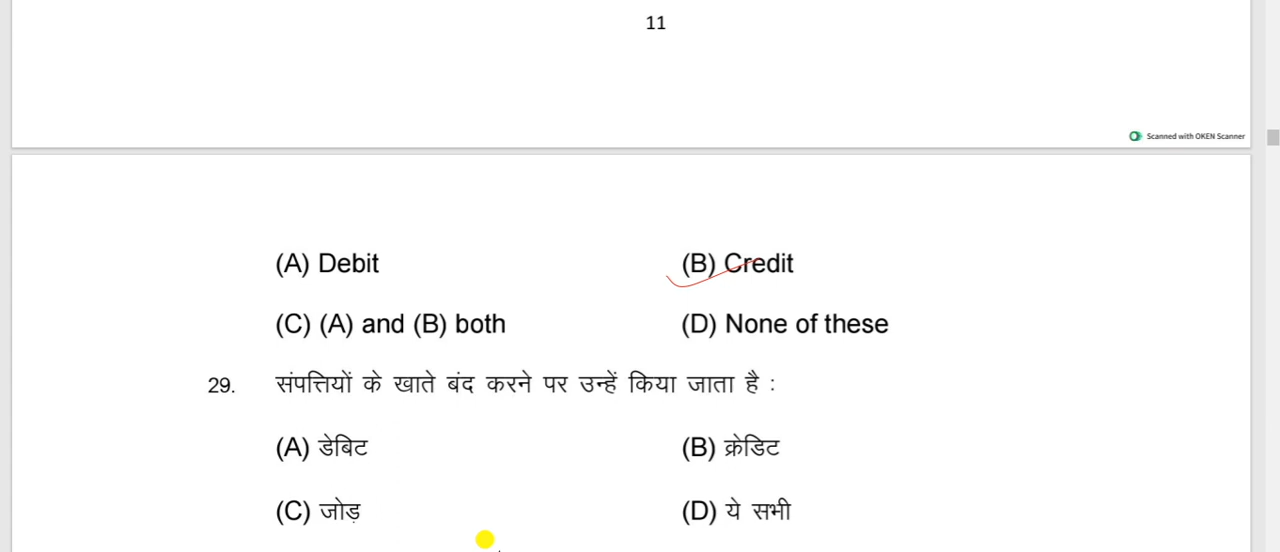 11
Scanned with OKEN Scanner
(A) Debit (B) Credit
(C) (A) and (B) both (D) None of these
29. संपत्तियों के खाते बंद करने पर उन्हें किया जाता है :
(A) डेबिट (B) क्रेडिट
(C) जोड़ (D) ये सभी